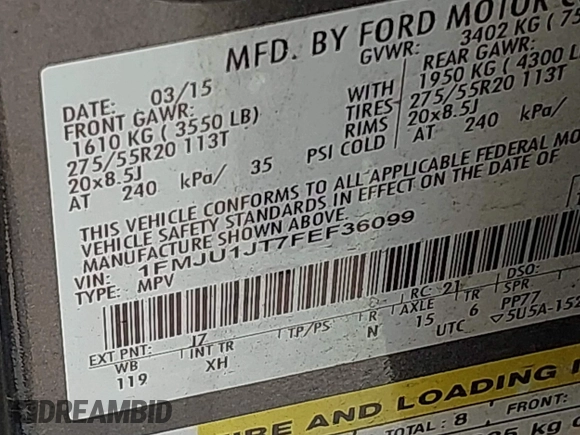 MFD. BY FORD MOTOR
DATE: 03/15 GVWR: 3402 KG
FRONT GAWR: REAR GAWR:
1610 KG ( 3550 LB) WITH 1950 KG ( 4300
275/55R20 113T TIRES 275/55R20 113T
20x8.5J RIMS 20x8.5J
AT 240 kPa/ 35 PSI COLD AT 240 kPa/
THIS VEHICLE CONFORMS TO ALL APPLICABLE FEDERAL
VEHICLE SAFETY STANDARDS IN EFFECT ON THE DATE OF
MANUFACTURE SHOWN ABOVE.
VIN: 1FMJU1JT7FEF36099
TYPE: MPV
EXT PNT: J7 RC: 21 DSO:
WB INT TR TP/PS R AXLE TR SPR
119 XH N 15 6 PP77
UTC
AND LOADING
TOTAL: 8 FRONT:
DREAMBID